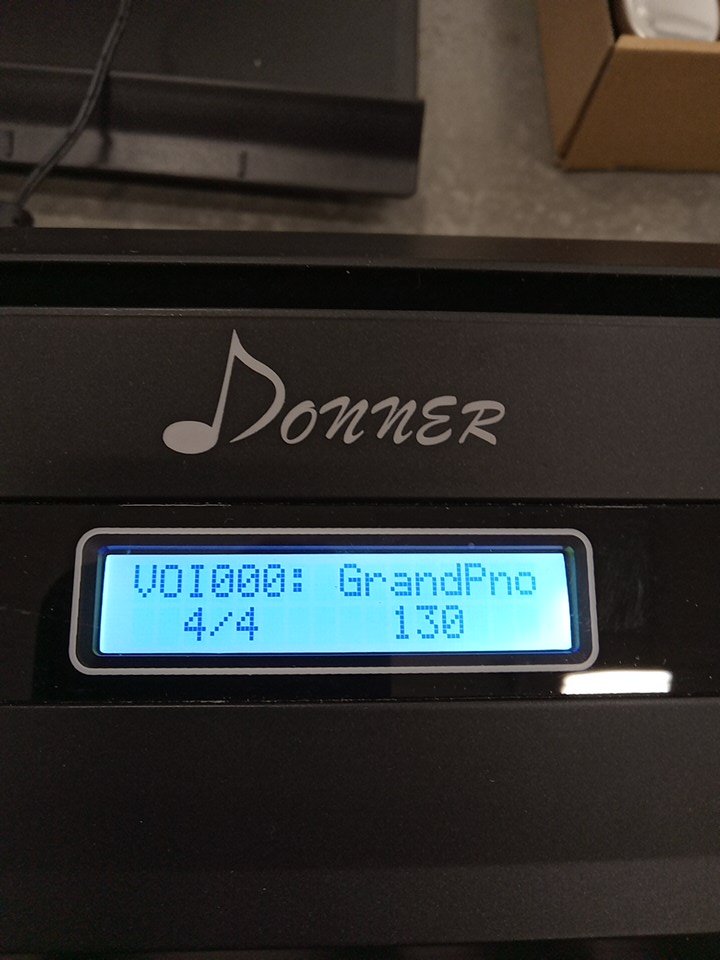 DONNER
VOI000: GrandPno
4/4 130